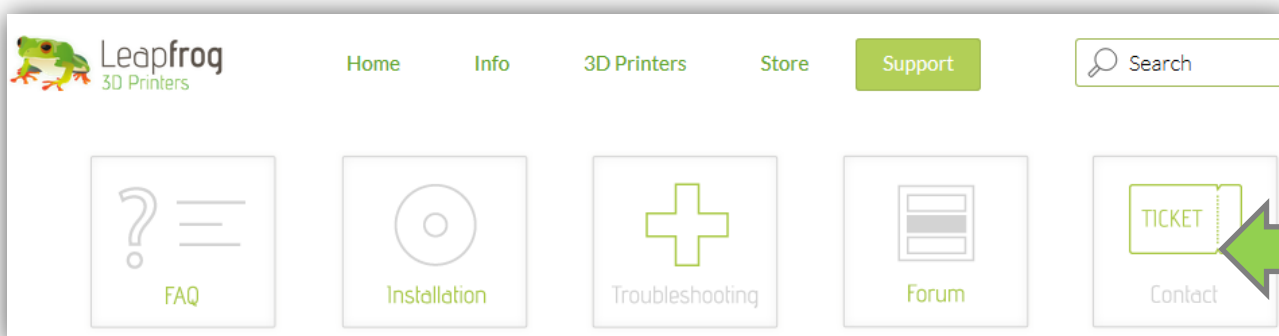 Leapfrog
3D Printers
Home Info 3D Printers Store Support Search
TICKET
FAQ Installation Troubleshooting Forum Contact